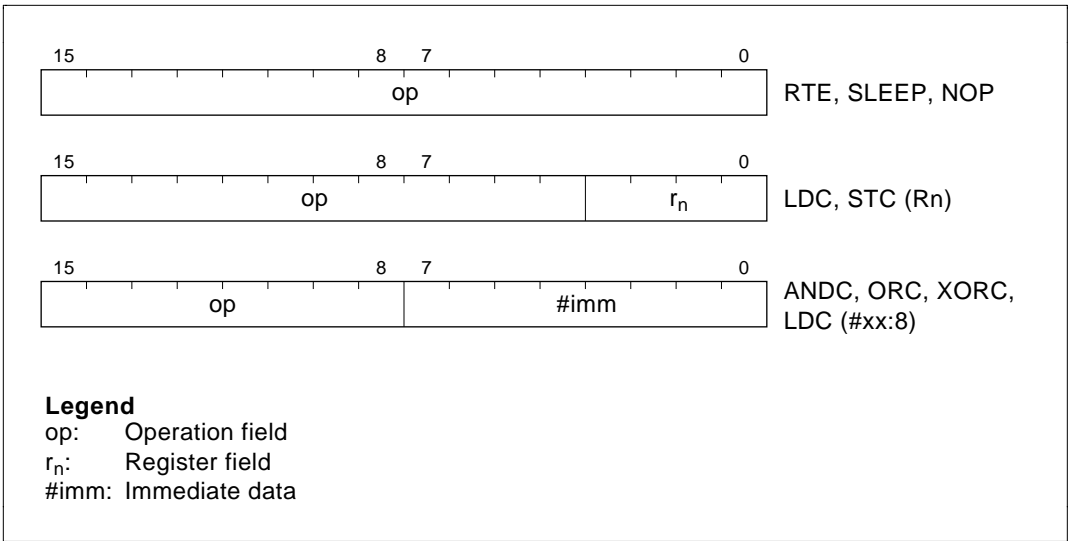 15 8 7 0
op RTE, SLEEP, NOP
15 8 7 0
op rn LDC, STC (Rn)
15 8 7 0
op #imm ANDC, ORC, XORC,
LDC (#xx:8)
Legend
op: Operation field
rn: Register field
#imm: Immediate data